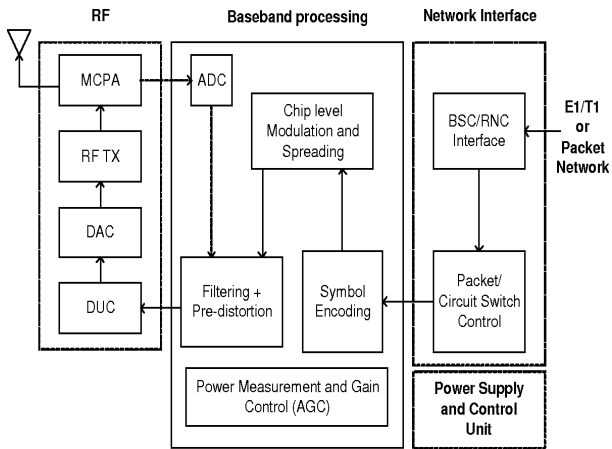 RF
MCPA
RF TX
DAC
DUC
Baseband processing
ADC
Chip level
Modulation and
Spreading
Filtering +
Pre-distortion
Symbol
Encoding
Power Measurement and Gain
Control (AGC)
Network Interface
BSC/RNC
Interface
Packet/
Circuit Switch
Control
E1/T1
or
Packet
Network
Power Supply
and Control
Unit